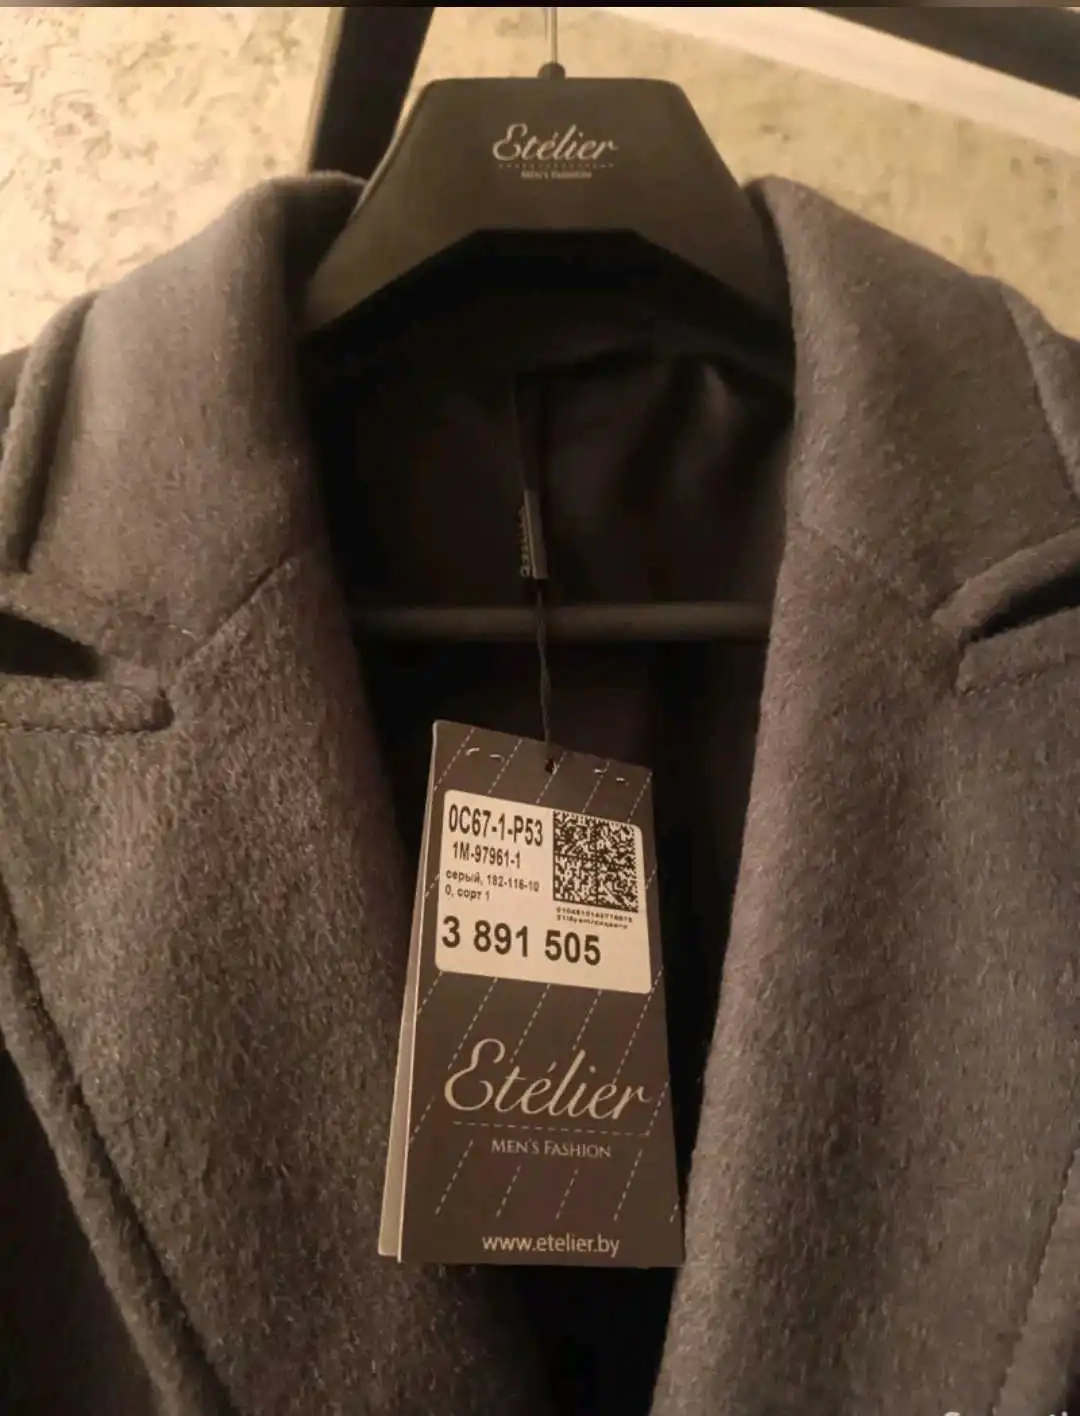 Etélier
MEN'S FASHION
0C67-1-P53
1M-97961-1
серый, 182-116-10
0, сорт 1
3 891 505
Etélier
MEN'S FASHION
www.etelier.by